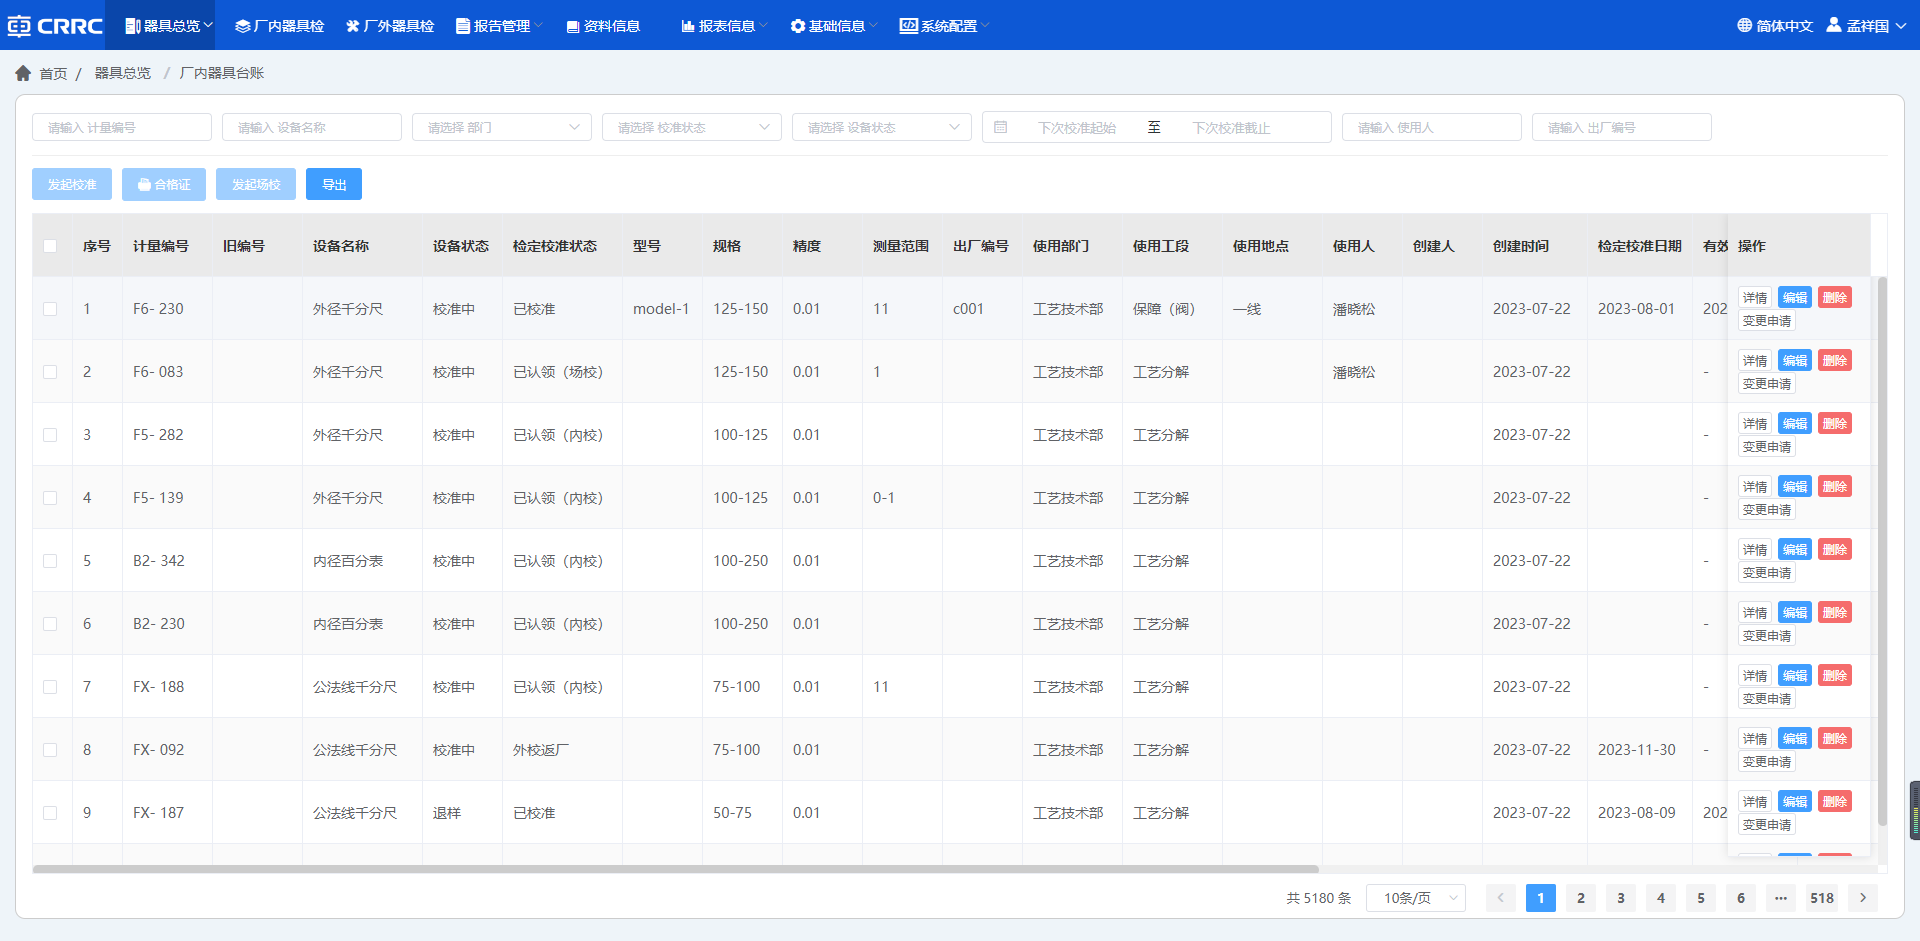 CRRC 器具总览 厂内器具检 厂外器具检 报告管理 资料信息 报表信息 基础信息 系统配置 简体中文 孟祥国
首页 / 器具总览 / 厂内器具台账
请输入 计量编号 请输入 设备名称 请选择 部门 请选择 校准状态 请选择 设备状态 下次校准起始 至 下次校准截止 请输入 使用人 请输入 出厂编号
发起校准 合格证 发起场校 导出
序号 计量编号 旧编号 设备名称 设备状态 检定校准状态 型号 规格 精度 测量范围 出厂编号 使用部门 使用工段 使用地点 使用人 创建人 创建时间 检定校准日期 有效 操作
1 F6- 230 外径千分尺 校准中 已校准 model-1 125-150 0.01 11 c001 工艺技术部 保障（阀） 一线 潘晓松 2023-07-22 2023-08-01 202 详情 编辑 删除
变更申请
2 F6- 083 外径千分尺 校准中 已认领（场校） 125-150 0.01 1 工艺技术部 工艺分解 潘晓松 2023-07-22 - 详情 编辑 删除
变更申请
3 F5- 282 外径千分尺 校准中 已认领（内校） 100-125 0.01 工艺技术部 工艺分解 2023-07-22 - 详情 编辑 删除
变更申请
4 F5- 139 外径千分尺 校准中 已认领（内校） 100-125 0.01 0-1 工艺技术部 工艺分解 2023-07-22 - 详情 编辑 删除
变更申请
5 B2- 342 内径百分表 校准中 已认领（内校） 100-250 0.01 工艺技术部 工艺分解 2023-07-22 - 详情 编辑 删除
变更申请
6 B2- 230 内径百分表 校准中 已认领（内校） 100-250 0.01 工艺技术部 工艺分解 2023-07-22 - 详情 编辑 删除
变更申请
7 FX- 188 公法线千分尺 校准中 已认领（内校） 75-100 0.01 11 工艺技术部 工艺分解 2023-07-22 - 详情 编辑 删除
变更申请
8 FX- 092 公法线千分尺 校准中 外校返厂 75-100 0.01 工艺技术部 工艺分解 2023-07-22 2023-11-30 - 详情 编辑 删除
变更申请
9 FX- 187 公法线千分尺 退样 已校准 50-75 0.01 工艺技术部 工艺分解 2023-07-22 2023-08-09 202 详情 编辑 删除
变更申请
共 5180 条 10条/页 1 2 3 4 5 6 ··· 518